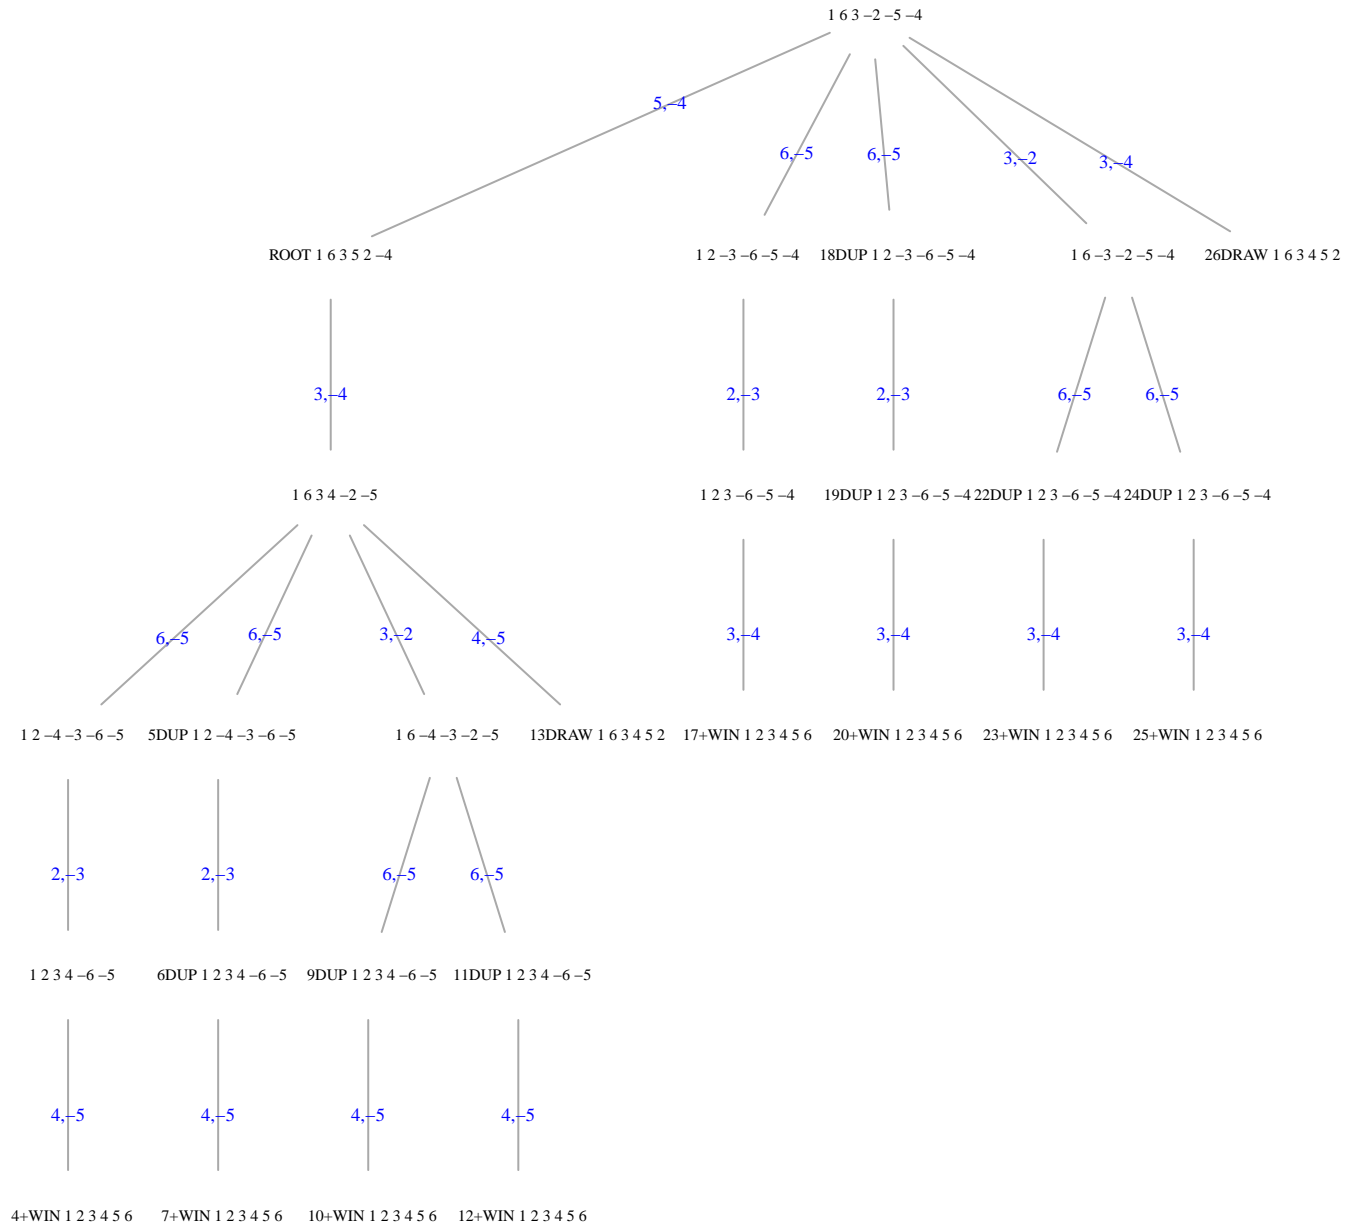 1 6 3 –2 –5 –4
5,–4
6,–5
6,–5
3,–2
3,–4
ROOT 1 6 3 5 2 –4
1 2 –3 –6 –5 –4
18DUP 1 2 –3 –6 –5 –4
1 6 –3 –2 –5 –4
26DRAW 1 6 3 4 5 2
3,–4
2,–3
2,–3
6,–5
6,–5
1 6 3 4 –2 –5
1 2 3 –6 –5 –4
19DUP 1 2 3 –6 –5 –4
22DUP 1 2 3 –6 –5 –4
24DUP 1 2 3 –6 –5 –4
6,–5
6,–5
3,–2
4,–5
3,–4
3,–4
3,–4
3,–4
1 2 –4 –3 –6 –5
5DUP 1 2 –4 –3 –6 –5
1 6 –4 –3 –2 –5
13DRAW 1 6 3 4 5 2
17+WIN 1 2 3 4 5 6
20+WIN 1 2 3 4 5 6
23+WIN 1 2 3 4 5 6
25+WIN 1 2 3 4 5 6
2,–3
2,–3
6,–5
6,–5
1 2 3 4 –6 –5
6DUP 1 2 3 4 –6 –5
9DUP 1 2 3 4 –6 –5
11DUP 1 2 3 4 –6 –5
4,–5
4,–5
4,–5
4,–5
4+WIN 1 2 3 4 5 6
7+WIN 1 2 3 4 5 6
10+WIN 1 2 3 4 5 6
12+WIN 1 2 3 4 5 6